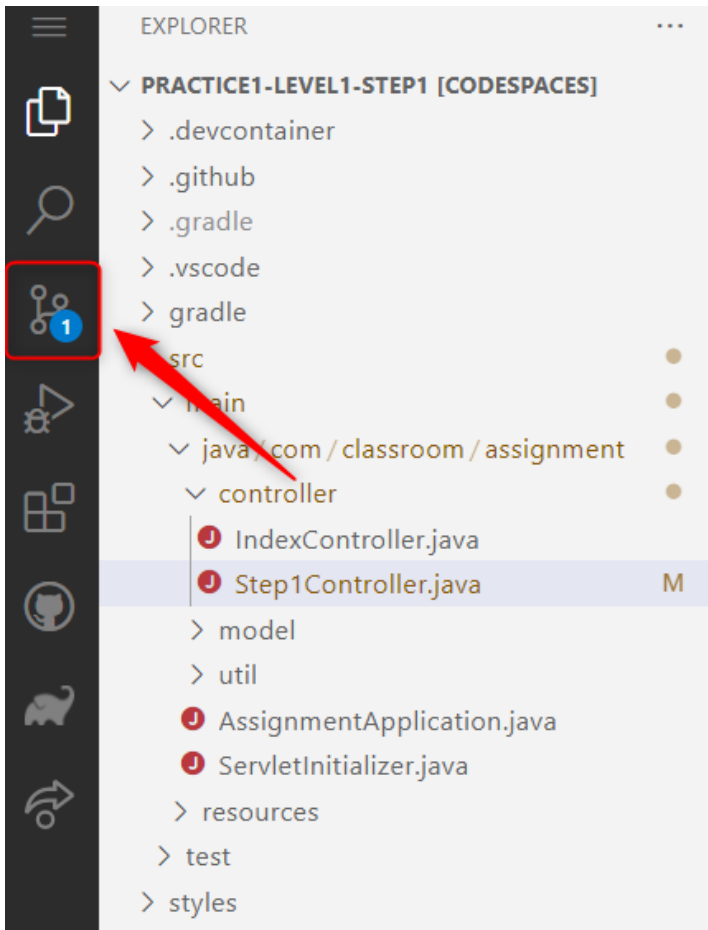 EXPLORER ...
PRACTICE1-LEVEL1-STEP1 [CODESPACES]
.devcontainer
.github
.gradle
.vscode
gradle
1
src
main
java / com / classroom / assignment
controller
J IndexController.java
J Step1Controller.java M
model
util
J AssignmentApplication.java
J ServletInitializer.java
resources
test
styles